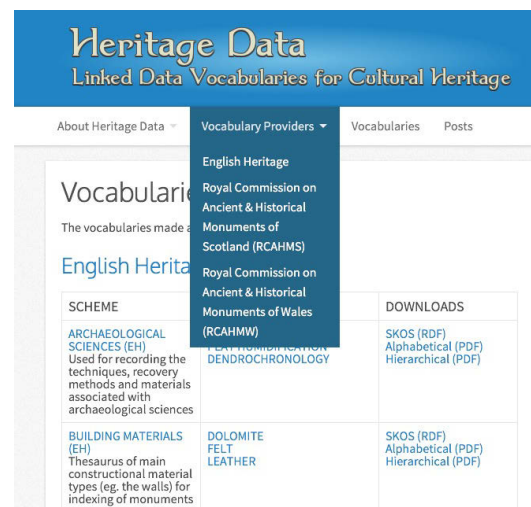 Heritage Data
Linked Data Vocabularies for Cultural Heritage
About Heritage Data
Vocabulary Providers
Vocabularies
Posts
English Heritage
Royal Commission on
Ancient & Historical
Monuments of
Scotland (RCAHMS)
Royal Commission on
Ancient & Historical
Monuments of Wales
(RCAHMW)
The vocabularies made
English
SCHEME
DOWNLOADS
ARCHAEOLOGICAL
SCIENCES (EH)
Used for recording the
techniques, recovery
methods and materials
associated with
archaeological sciences
DENDROCHRONOLOGY
SKOS (RDF)
Alphabetical (PDF)
Hierarchical (PDF)
BUILDING MATERIALS
(EH)
Thesaurus of main
constructional material
types (eg. the walls) for
indexing of monuments
DOLOMITE
FELT
LEATHER
SKOS (RDF)
Alphabetical (PDF)
Hierarchical (PDF)